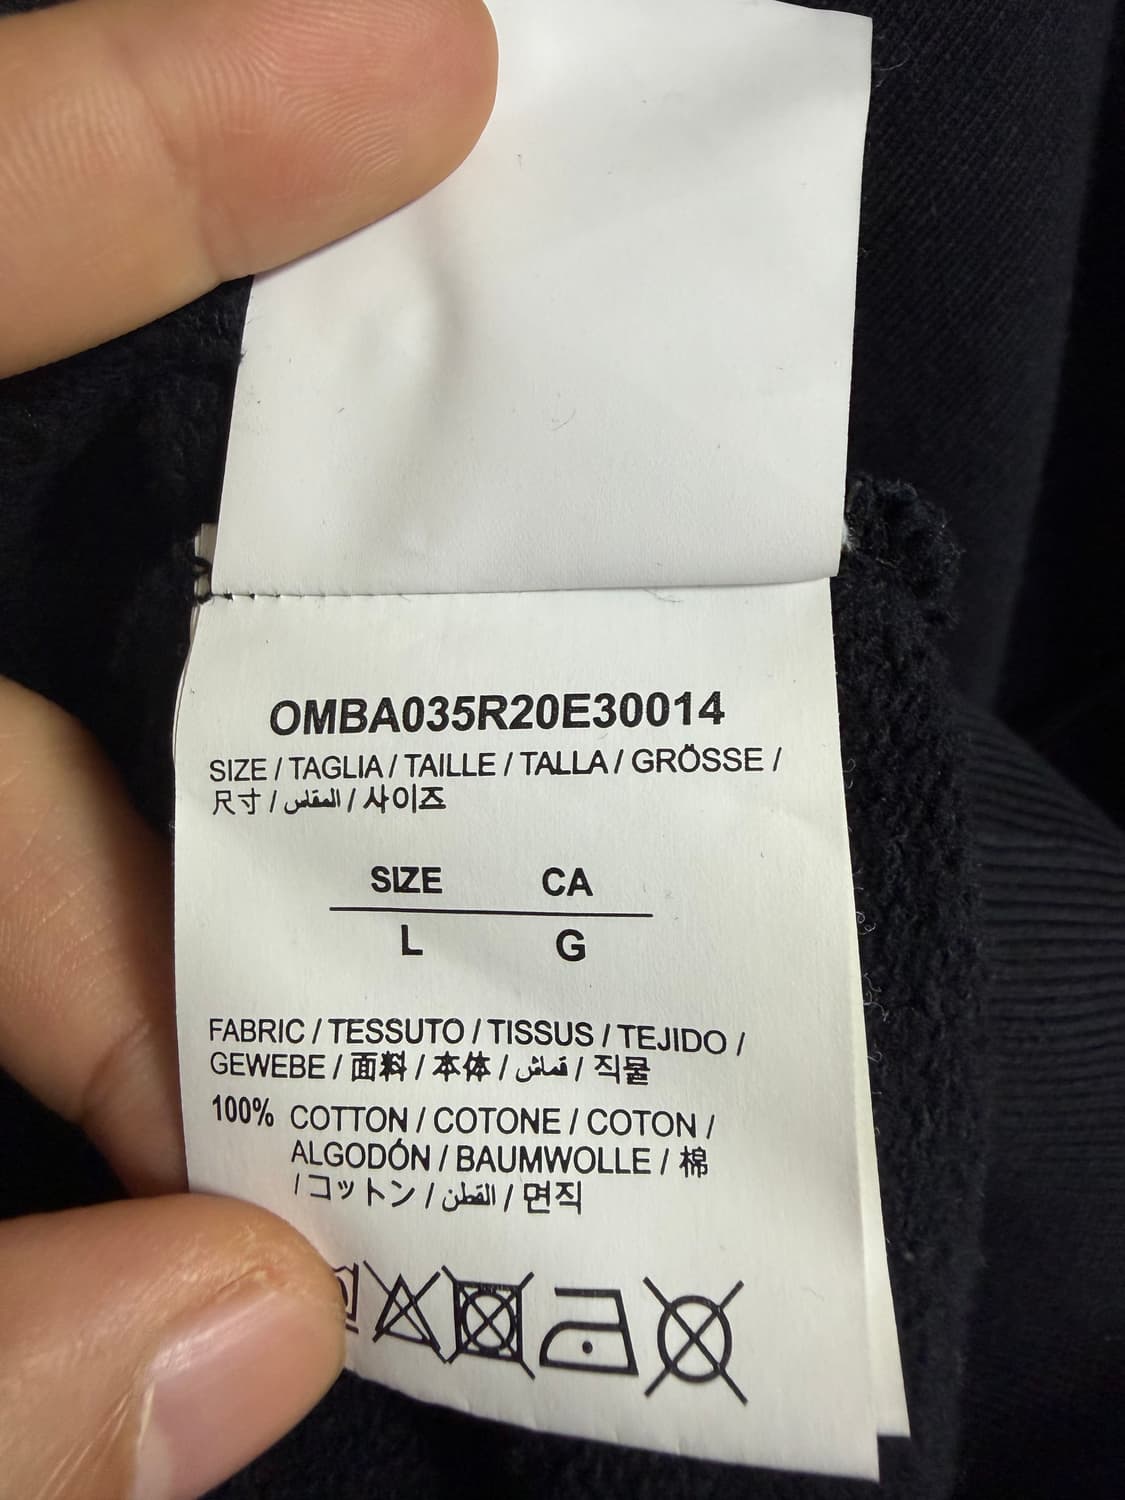 OMBA035R20E30014
SIZE / TAGLIA / TAILLE / TALLA / GRÖSSE /
尺寸 / المقاس / 사이즈
SIZE CA
L G
FABRIC / TESSUTO / TISSUS / TEJIDO /
GEWEBE / 面料 / 本体 / قماش / 직물
100% COTTON / COTONE / COTON /
ALGODÓN / BAUMWOLLE / 棉
/ コットン / القطن / 면직